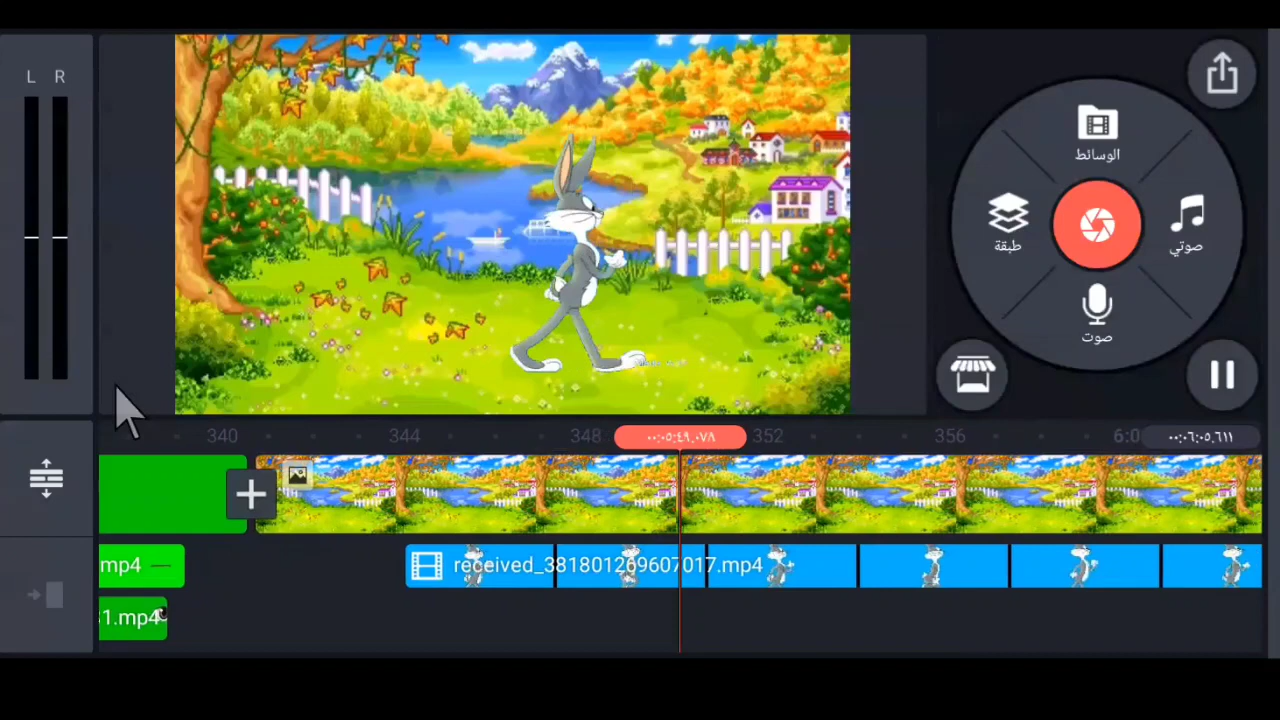 L R
الوسائط
طبقة
صوتي
صوت
340 344 348 ٠٠:٠٥:٤٩.٠٧٨ 352 356 6:0 ٠٠:٠٦:٠٥.٦١١
mp4
received_381801269607017.mp4
1.mp4